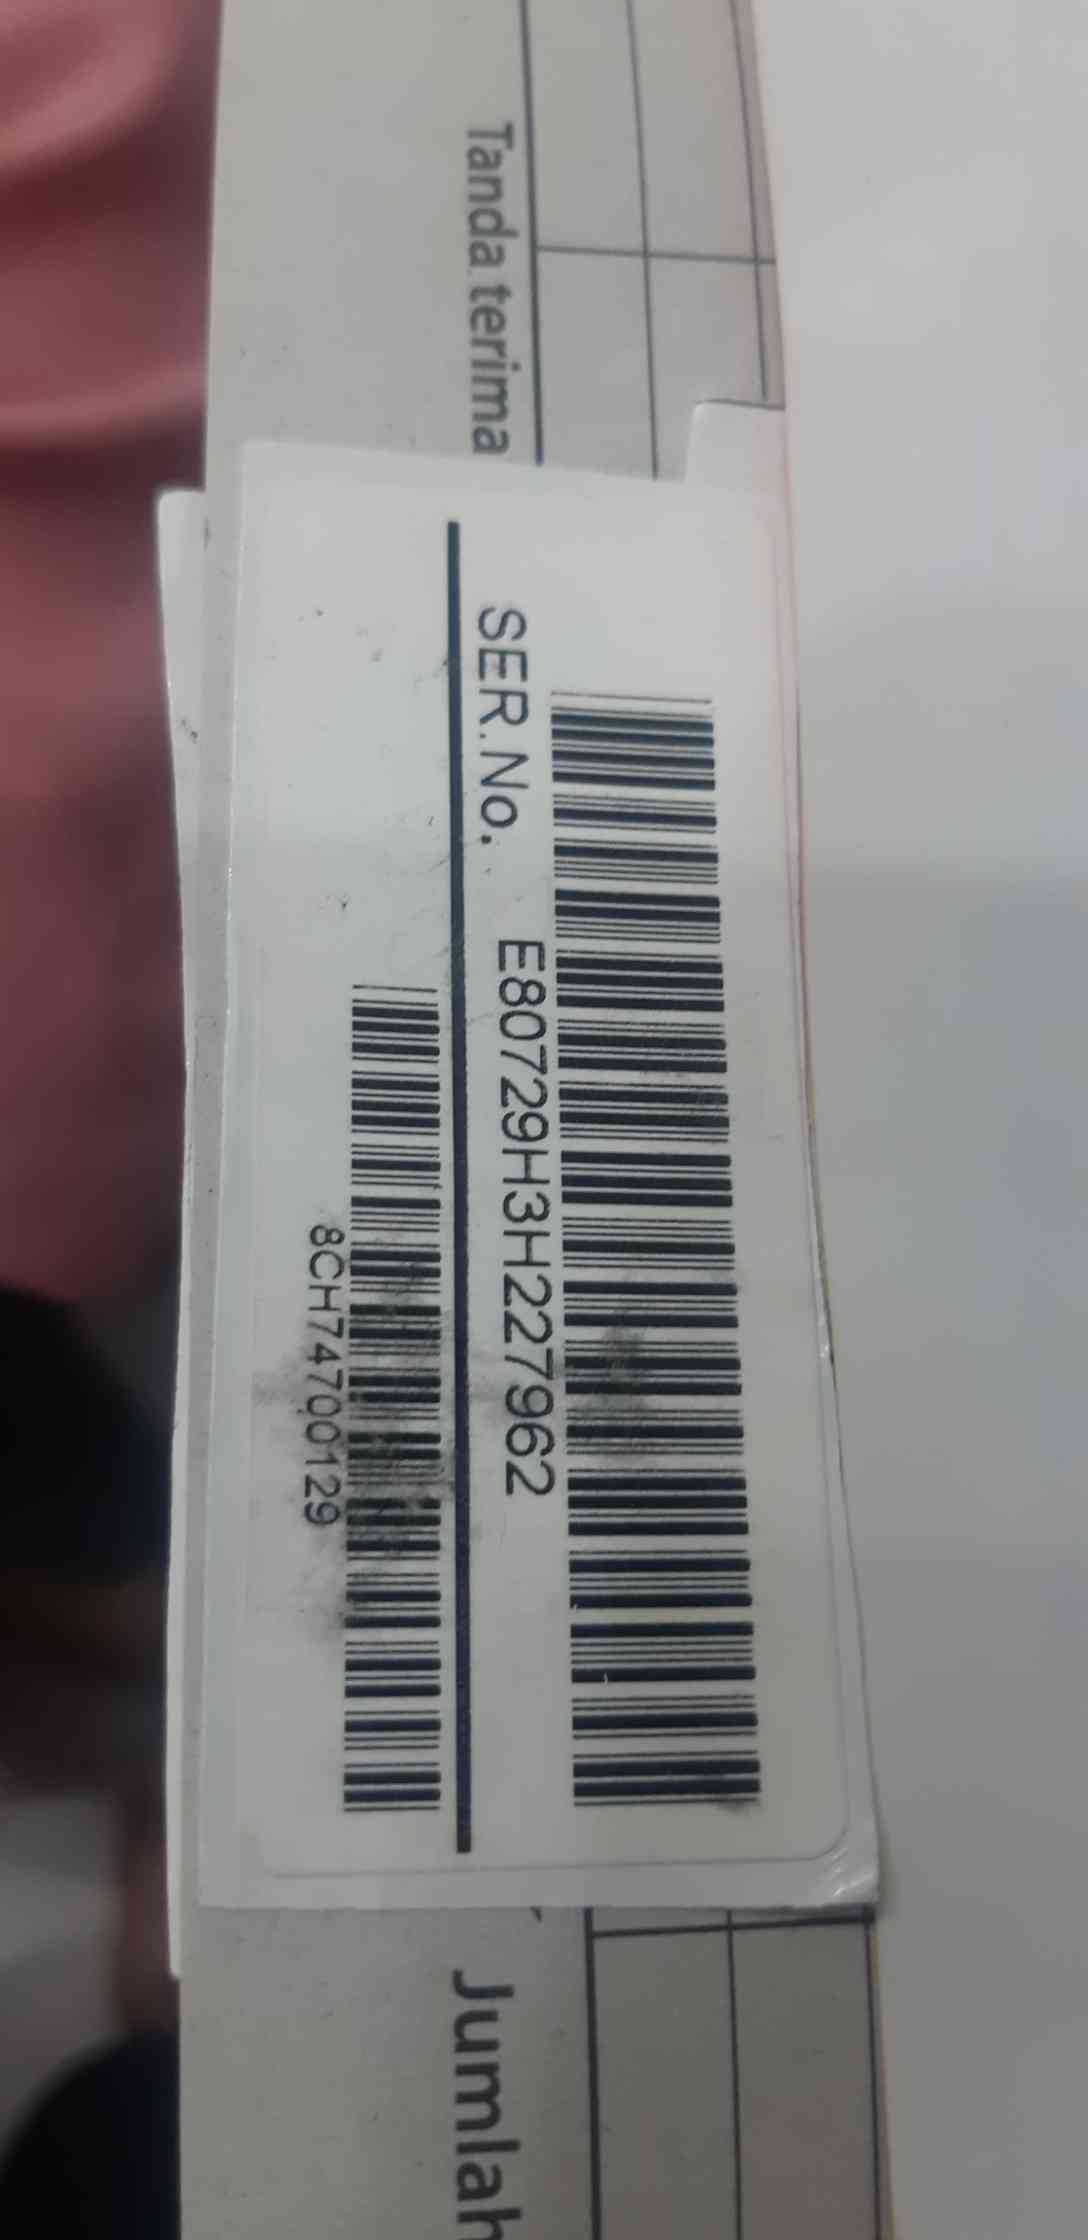 Tanda terima
SER. No. E80729H3H227962
8CH74700129
Jumlah